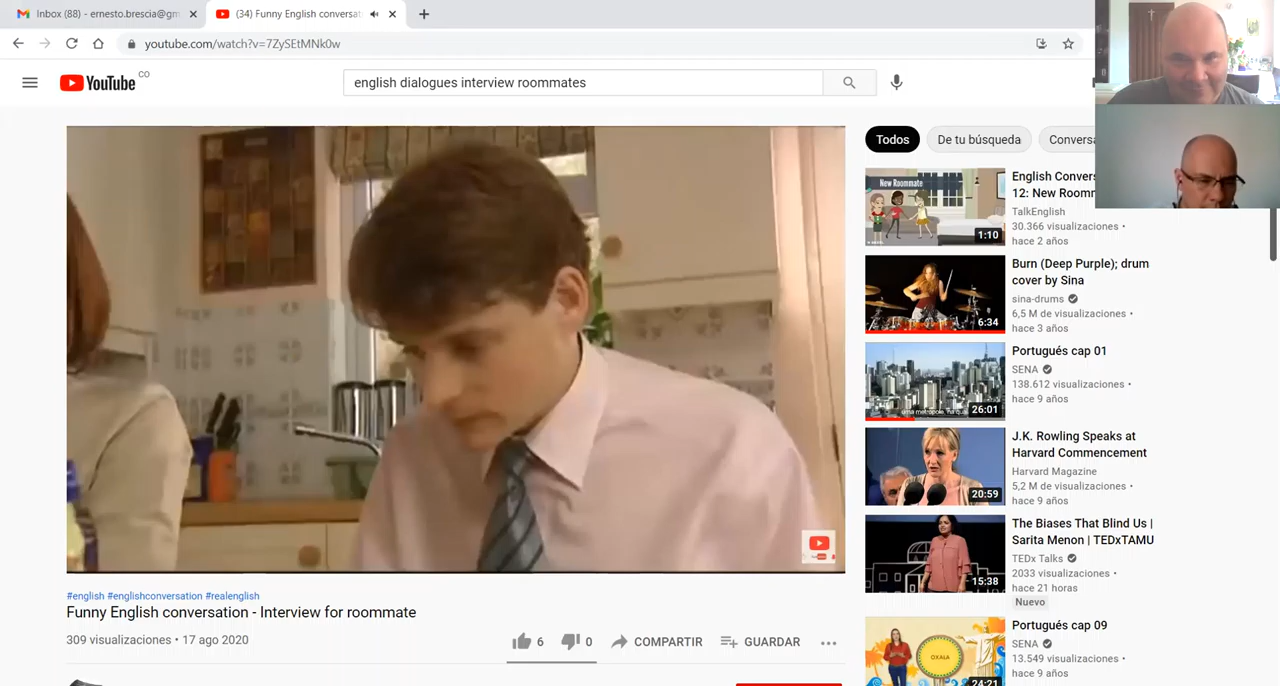 Inbox (88) - ernesto.brescia@gm
(34) Funny English conversat
youtube.com/watch?v=7ZySEtMNk0w
YouTube CO
english dialogues interview roommates
Todos
De tu búsqueda
Conversa
New Roommate
1:10
English Convers
12: New Roomm
TalkEnglish
30.366 visualizaciones •
hace 2 años
6:34
Burn (Deep Purple); drum
cover by Sina
sina-drums
6,5 M de visualizaciones •
hace 3 años
26:01
Portugués cap 01
SENA
138.612 visualizaciones •
hace 9 años
20:59
J.K. Rowling Speaks at
Harvard Commencement
Harvard Magazine
5,2 M de visualizaciones •
hace 9 años
15:38
The Biases That Blind Us |
Sarita Menon | TEDxTAMU
TEDx Talks
2033 visualizaciones •
hace 21 horas
Nuevo
OXALA
24:21
Portugués cap 09
SENA
13.549 visualizaciones •
hace 9 años
#english #englishconversation #realenglish
Funny English conversation - Interview for roommate
309 visualizaciones • 17 ago 2020
6
0
COMPARTIR
GUARDAR